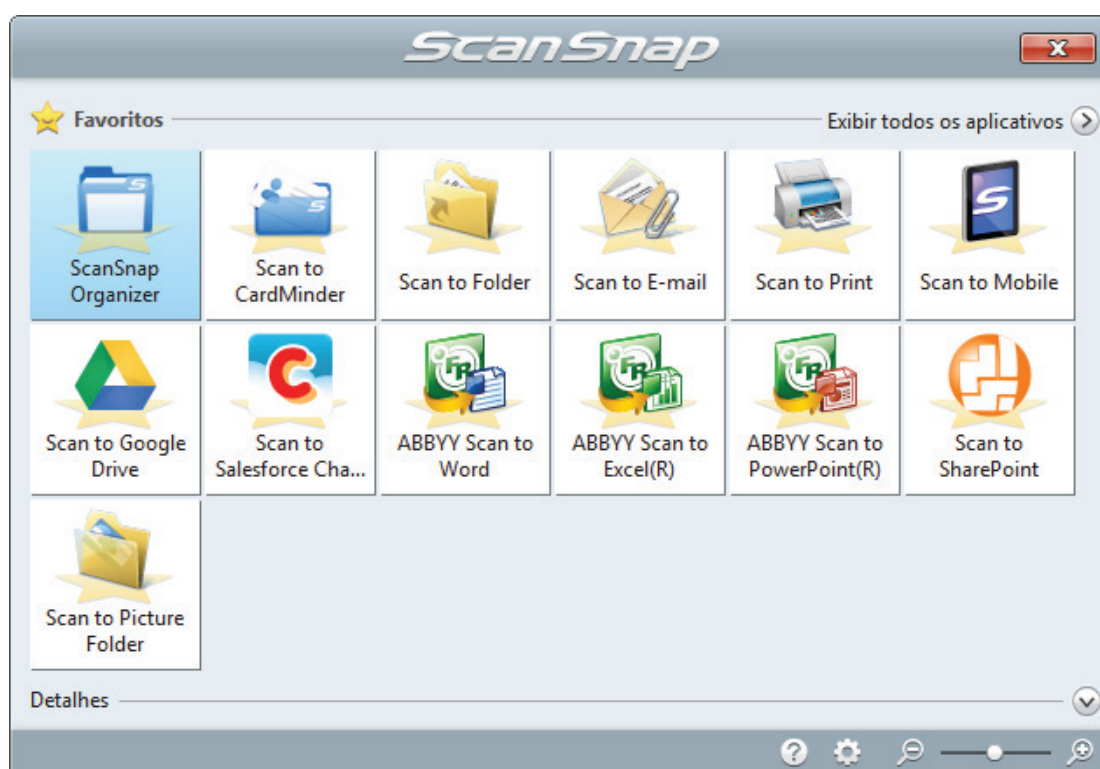 ScanSnap
Favoritos
Exibir todos os aplicativos
ScanSnap
Organizer
Scan to
CardMinder
Scan to Folder
Scan to E-mail
Scan to Print
Scan to Mobile
Scan to Google
Drive
Scan to
Salesforce Cha...
ABBYY Scan to
Word
ABBYY Scan to
Excel(R)
ABBYY Scan to
PowerPoint(R)
Scan to
SharePoint
Scan to Picture
Folder
Detalhes